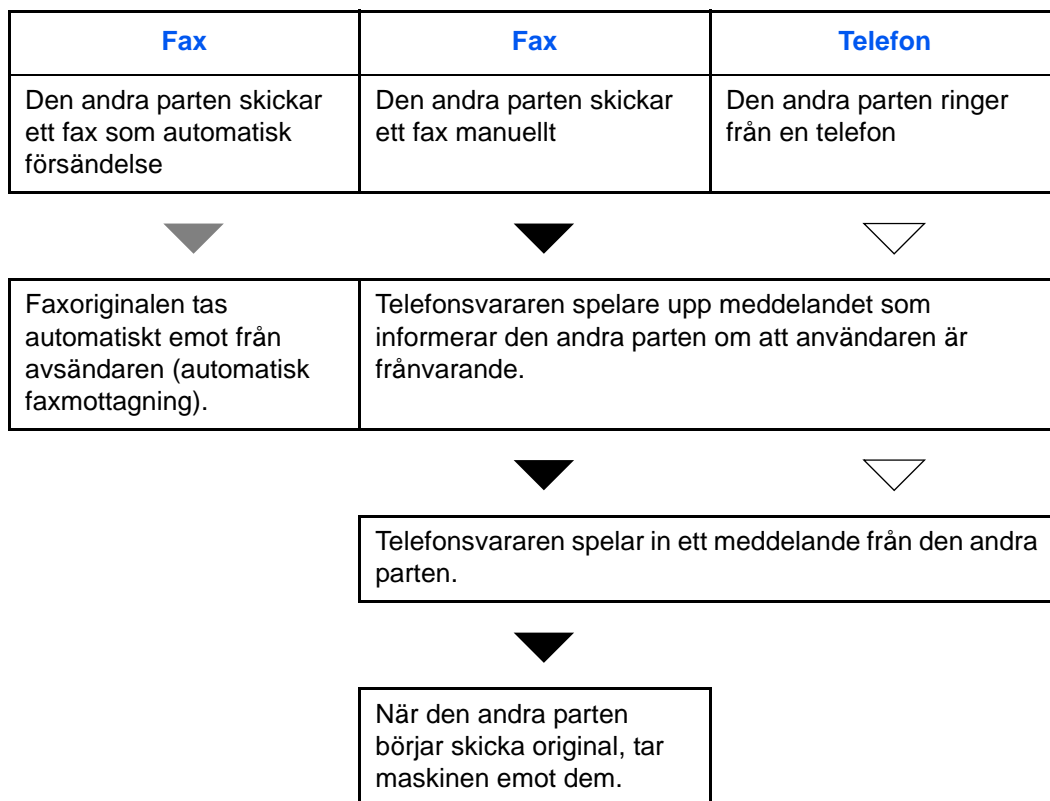 Fax
Fax
Telefon
Den andra parten skickar
ett fax som automatisk
försändelse
Den andra parten skickar
ett fax manuellt
Den andra parten ringer
från en telefon
Faxoriginalen tas
automatiskt emot från
avsändaren (automatisk
faxmottagning).
Telefonsvararen spelare upp meddelandet som
informerar den andra parten om att användaren är
frånvarande.
Telefonsvararen spelar in ett meddelande från den andra
parten.
När den andra parten
börjar skicka original, tar
maskinen emot dem.